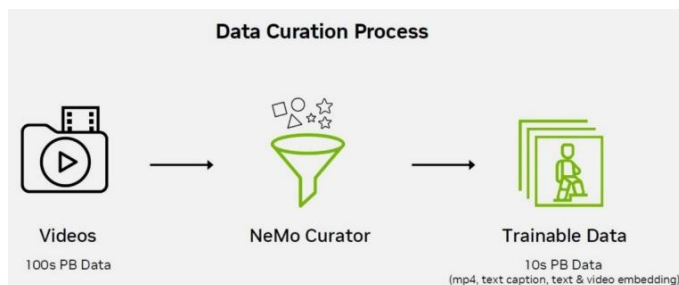 Data Curation Process
Videos
100s PB Data
NeMo Curator
Trainable Data
10s PB Data
(mp4, text caption, text & video embedding)